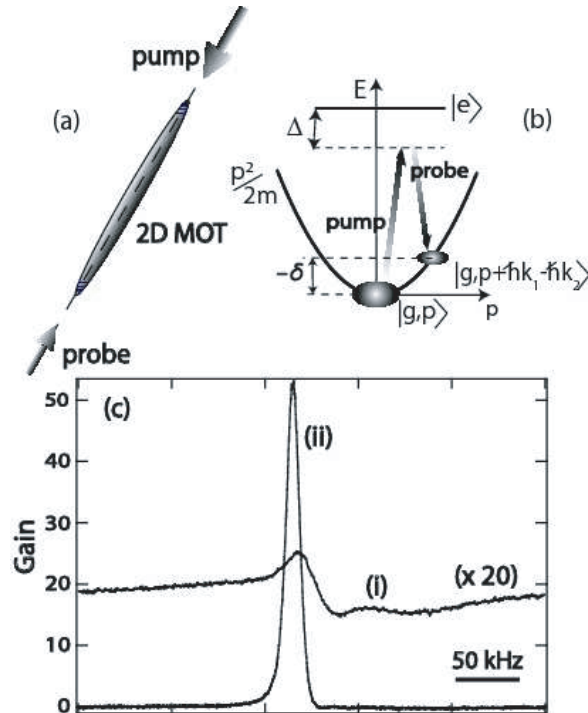 pump
(a)
2D MOT
probe
E
|e⟩
(b)
Δ
probe
p²/2m
pump
-δ
|g,p+ħk₁-ħk₂⟩
|g,p⟩
p
(c)
50
(ii)
40
Gain
30
20
(i)
(x 20)
10
50 kHz
0